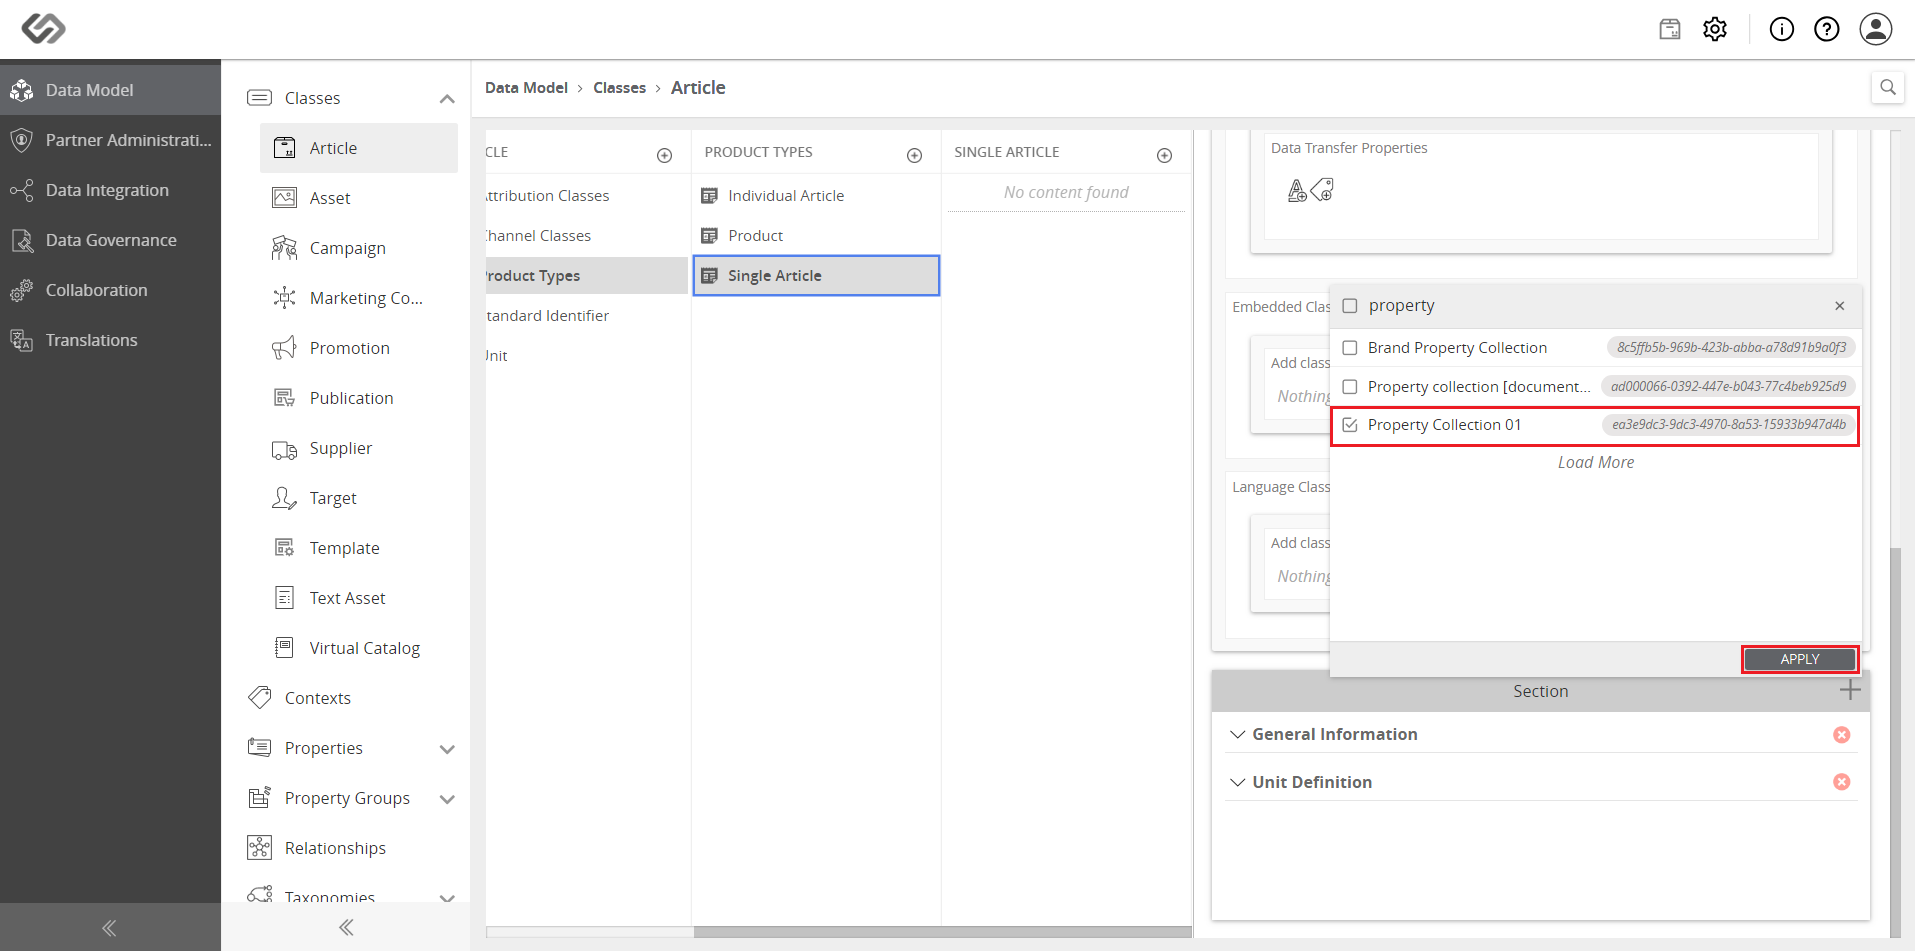 Data Model
Partner Administrati...
Data Integration
Data Governance
Collaboration
Translations
Classes
Article
Asset
Campaign
Marketing Co...
Promotion
Publication
Supplier
Target
Template
Text Asset
Virtual Catalog
Contexts
Properties
Property Groups
Relationships
Taxonomies
Data Model > Classes > Article
CLE
Attribution Classes
Channel Classes
Product Types
Standard Identifier
Unit
PRODUCT TYPES
Individual Article
Product
Single Article
SINGLE ARTICLE
No content found
Data Transfer Properties
Embedded Clas
Add class
Nothing
Language Class
Add class
Nothing
property
Brand Property Collection 8c5ffb5b-969b-423b-abba-a78d91b9a0f3
Property collection [document... ad000066-0392-447e-b043-77c4beb925d9
Property Collection 01 ea3e9dc3-9dc3-4970-8a53-15933b947d4b
Load More
APPLY
Section
General Information
Unit Definition